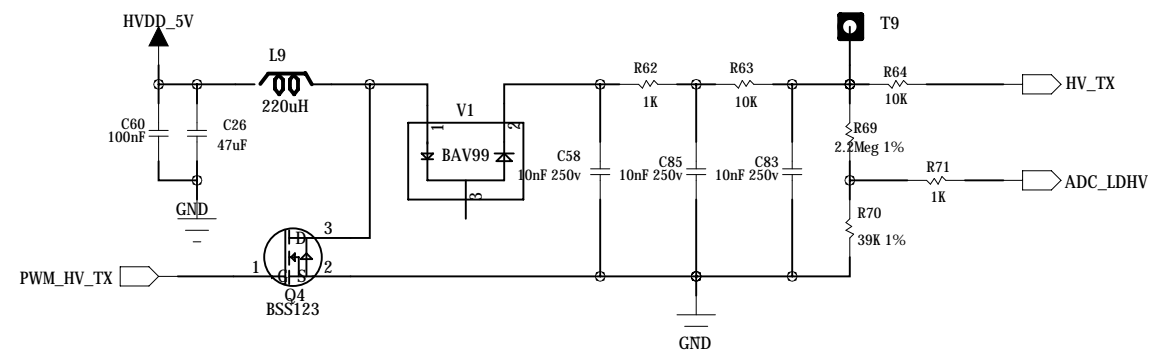 HVDD_5V
T9
L9
220uH
R62
1K
R63
10K
R64
10K
HV_TX
C60
100nF
C26
47uF
V1
1
2
BAV99
3
C58
10nF 250v
C85
10nF 250v
C83
10nF 250v
R69
2.2Meg 1%
R71
1K
ADC_LDHV
GND
R70
39K 1%
D
3
PWM_HV_TX
1
G
S
2
Q4
BSS123
GND